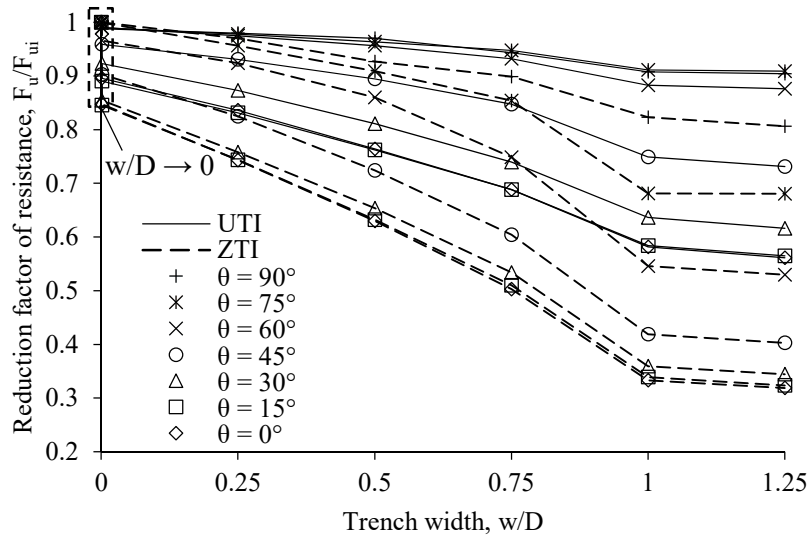 Reduction factor of resistance, Fu/Fui
1
0.9
0.8
0.7
0.6
0.5
0.4
0.3
0.2
w/D → 0
UTI
ZTI
θ = 90°
θ = 75°
θ = 60°
θ = 45°
θ = 30°
θ = 15°
θ = 0°
0 0.25 0.5 0.75 1 1.25
Trench width, w/D